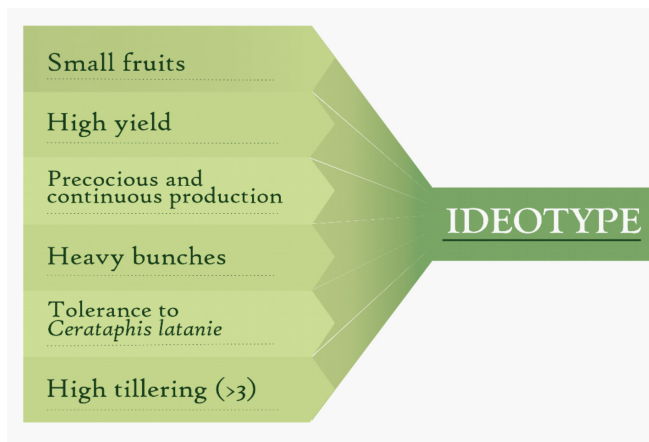 Small fruits
High yield
Precocious and
continuous production
Heavy bunches
Tolerance to
Cerataphis latanie
High tillering (>3)
IDEOTYPE